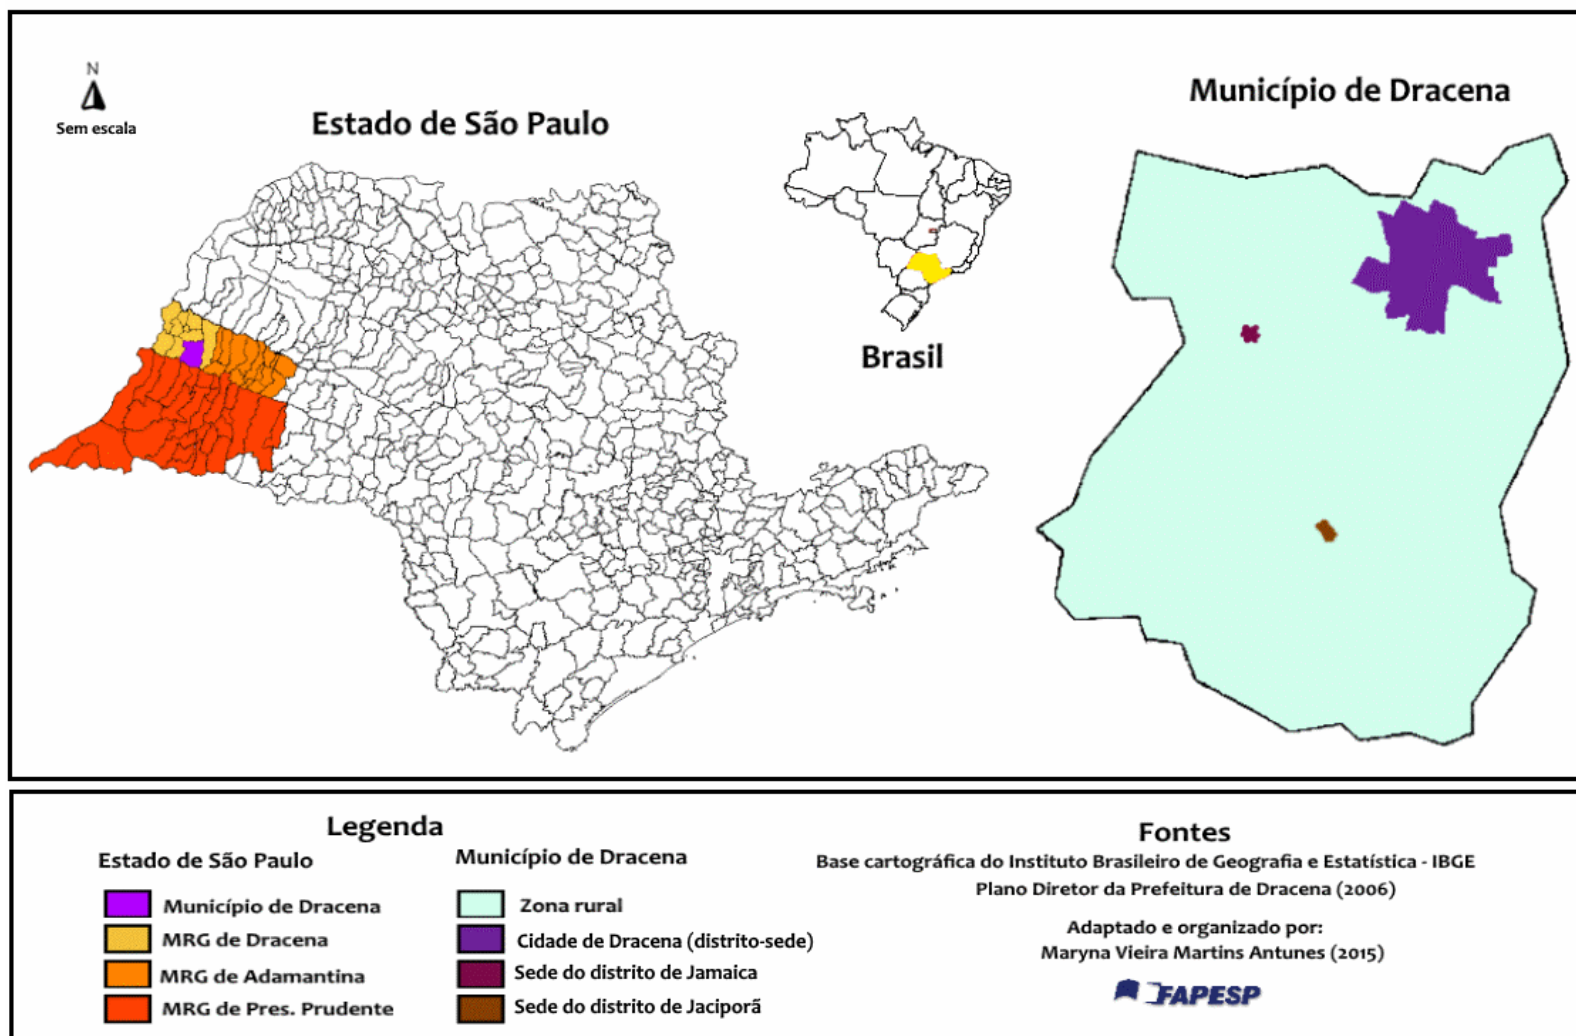 N
Sem escala
Estado de São Paulo
Brasil
Município de Dracena
Legenda
Estado de São Paulo
Município de Dracena
MRG de Dracena
MRG de Adamantina
MRG de Pres. Prudente
Município de Dracena
Zona rural
Cidade de Dracena (distrito-sede)
Sede do distrito de Jamaica
Sede do distrito de Jaciporã
Fontes
Base cartográfica do Instituto Brasileiro de Geografia e Estatística - IBGE
Plano Diretor da Prefeitura de Dracena (2006)
Adaptado e organizado por:
Maryna Vieira Martins Antunes (2015)
FAPESP